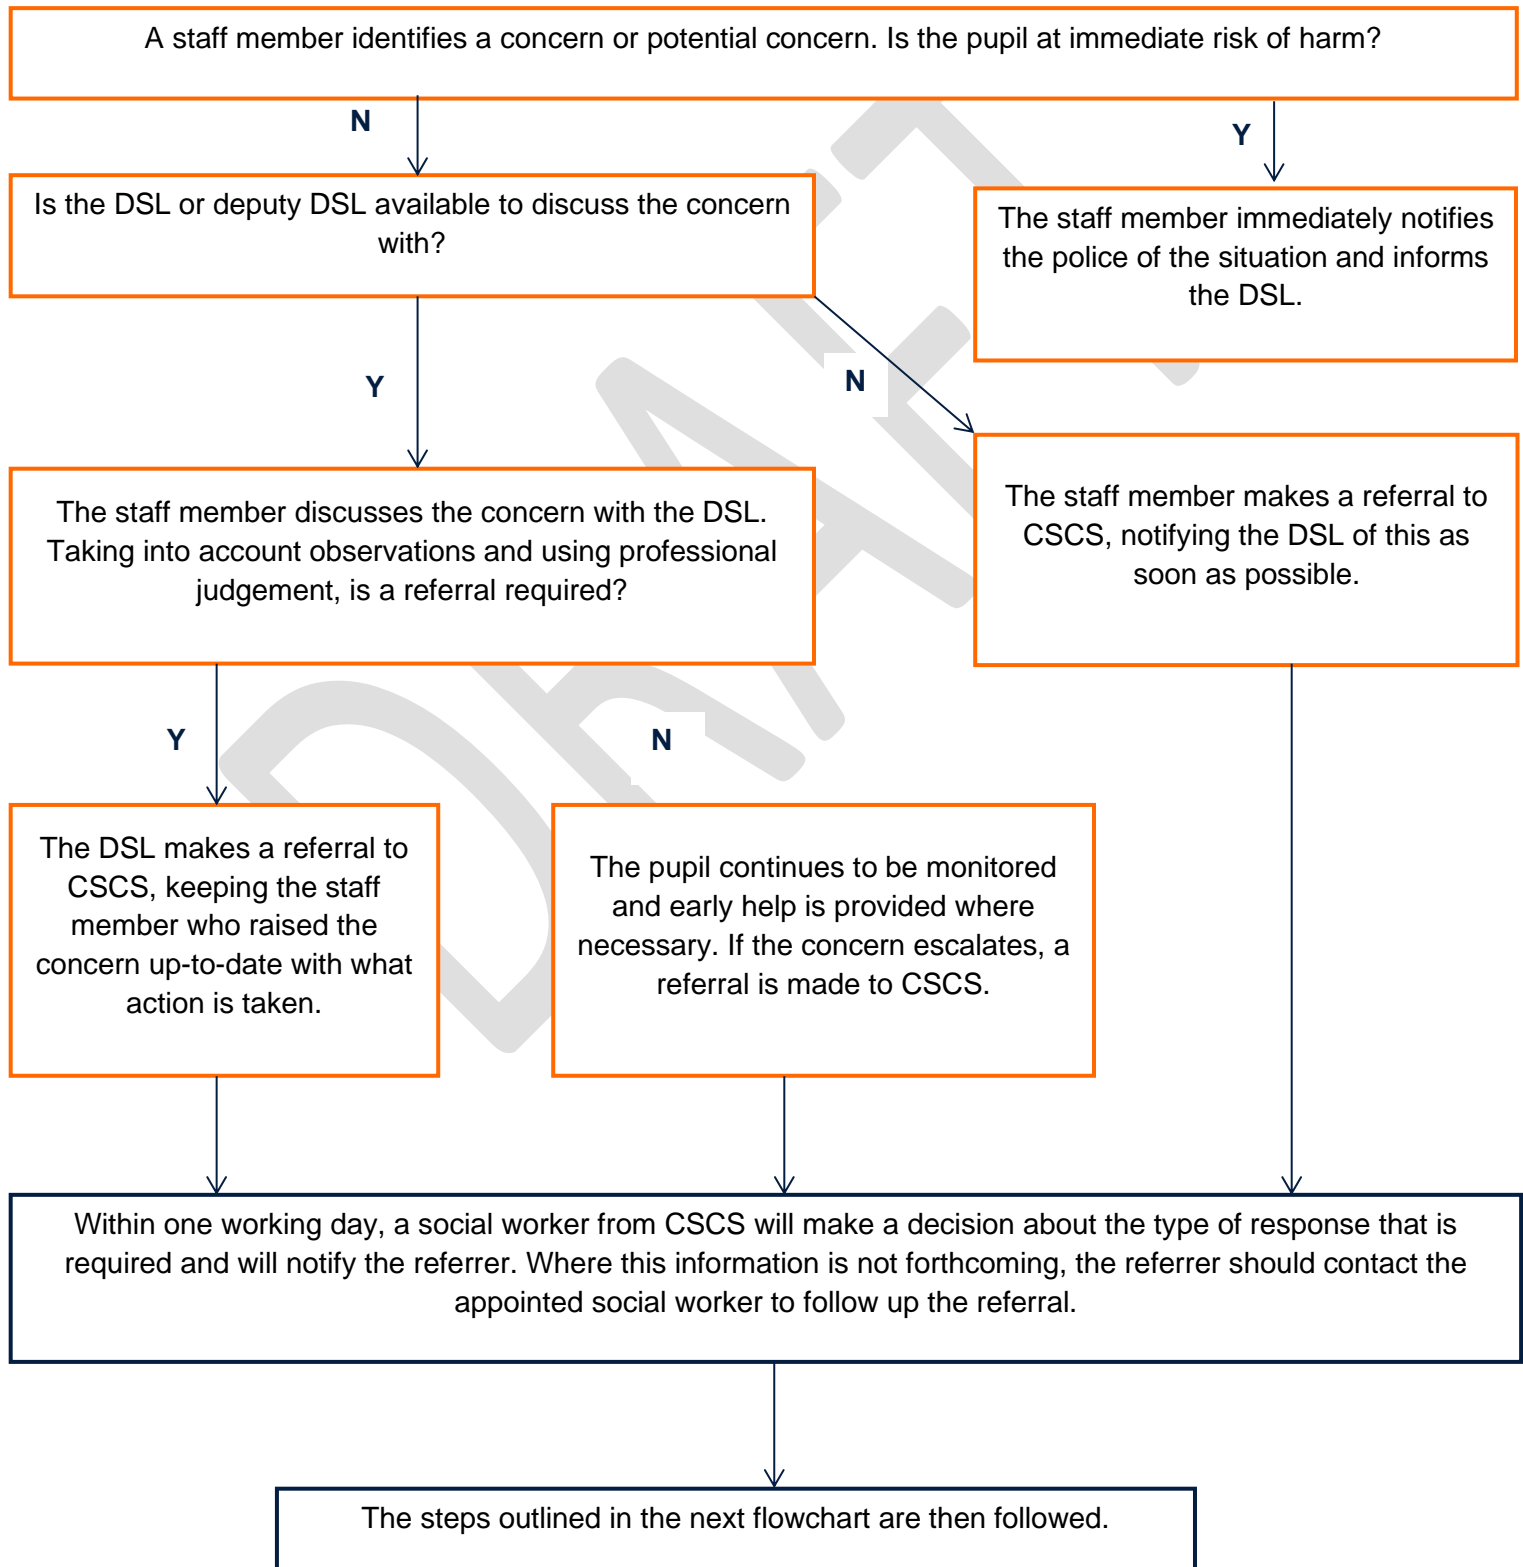 A staff member identifies a concern or potential concern. Is the pupil at immediate risk of harm?
N
Y
Is the DSL or deputy DSL available to discuss the concern
with?
The staff member immediately notifies
the police of the situation and informs
the DSL.
Y
N
The staff member discusses the concern with the DSL.
Taking into account observations and using professional
judgement, is a referral required?
The staff member makes a referral to
CSCS, notifying the DSL of this as
soon as possible.
Y
N
The DSL makes a referral to
CSCS, keeping the staff
member who raised the
concern up-to-date with what
action is taken.
The pupil continues to be monitored
and early help is provided where
necessary. If the concern escalates, a
referral is made to CSCS.
Within one working day, a social worker from CSCS will make a decision about the type of response that is
required and will notify the referrer. Where this information is not forthcoming, the referrer should contact the
appointed social worker to follow up the referral.
The steps outlined in the next flowchart are then followed.
DRAFT